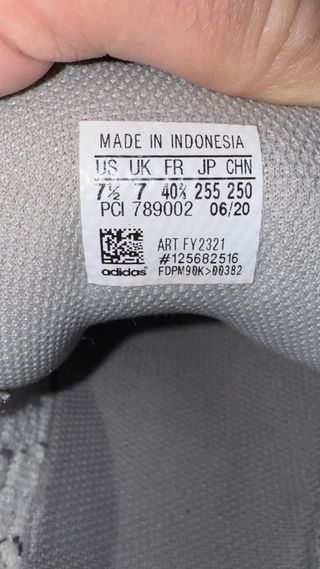 MADE IN INDONESIA
US UK FR JP CHN
7½ 7 40⅔ 255 250
PCI 789002 06/20
ART FY2321
#125682516
adidas FDPM90K>00382